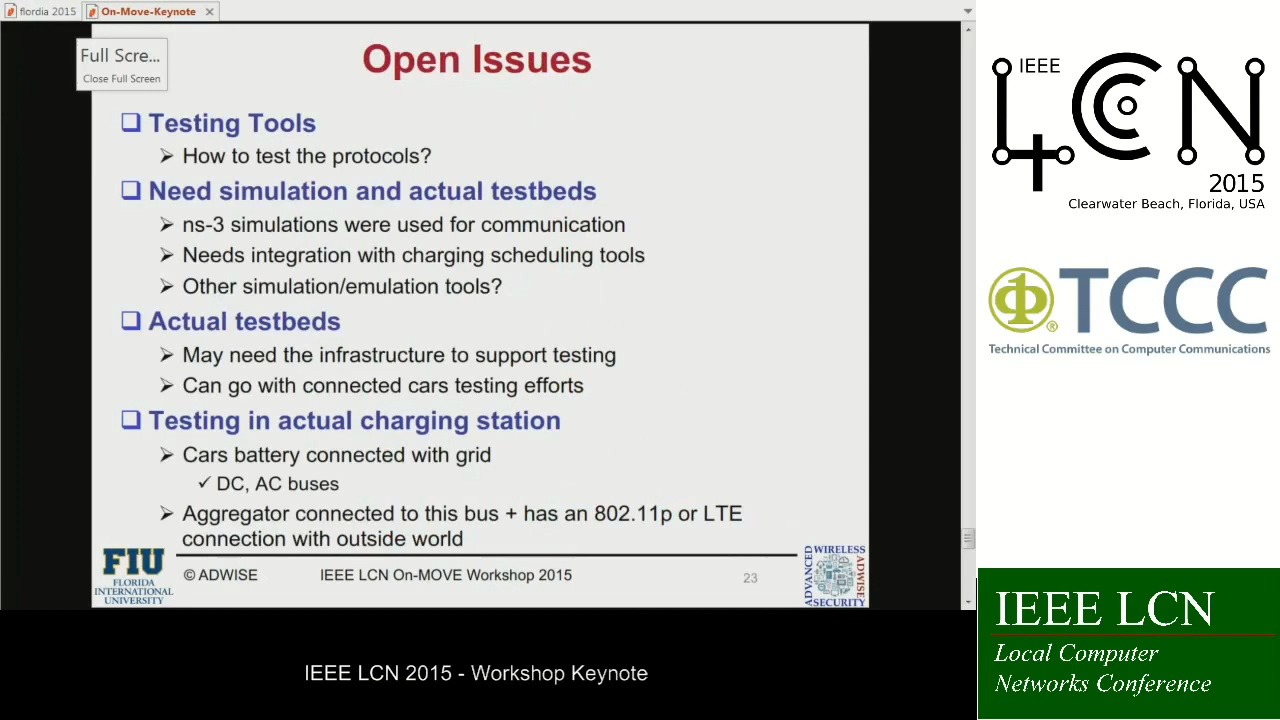 flordia 2015
On-Move-Keynote
Full Scre...
Close Full Screen
Open Issues
Testing Tools
How to test the protocols?
Need simulation and actual testbeds
ns-3 simulations were used for communication
Needs integration with charging scheduling tools
Other simulation/emulation tools?
Actual testbeds
May need the infrastructure to support testing
Can go with connected cars testing efforts
Testing in actual charging station
Cars battery connected with grid
DC, AC buses
Aggregator connected to this bus + has an 802.11p or LTE
connection with outside world
FIU
FLORIDA
INTERNATIONAL
UNIVERSITY
© ADWISE
IEEE LCN On-MOVE Workshop 2015
23
ADVANCED
WIRELESS
ADWISE
SECURITY
IEEE LCN 2015 - Workshop Keynote
IEEE
LCN
2015
Clearwater Beach, Florida, USA
TCCC
Technical Committee on Computer Communications
IEEE LCN
Local Computer
Networks Conference